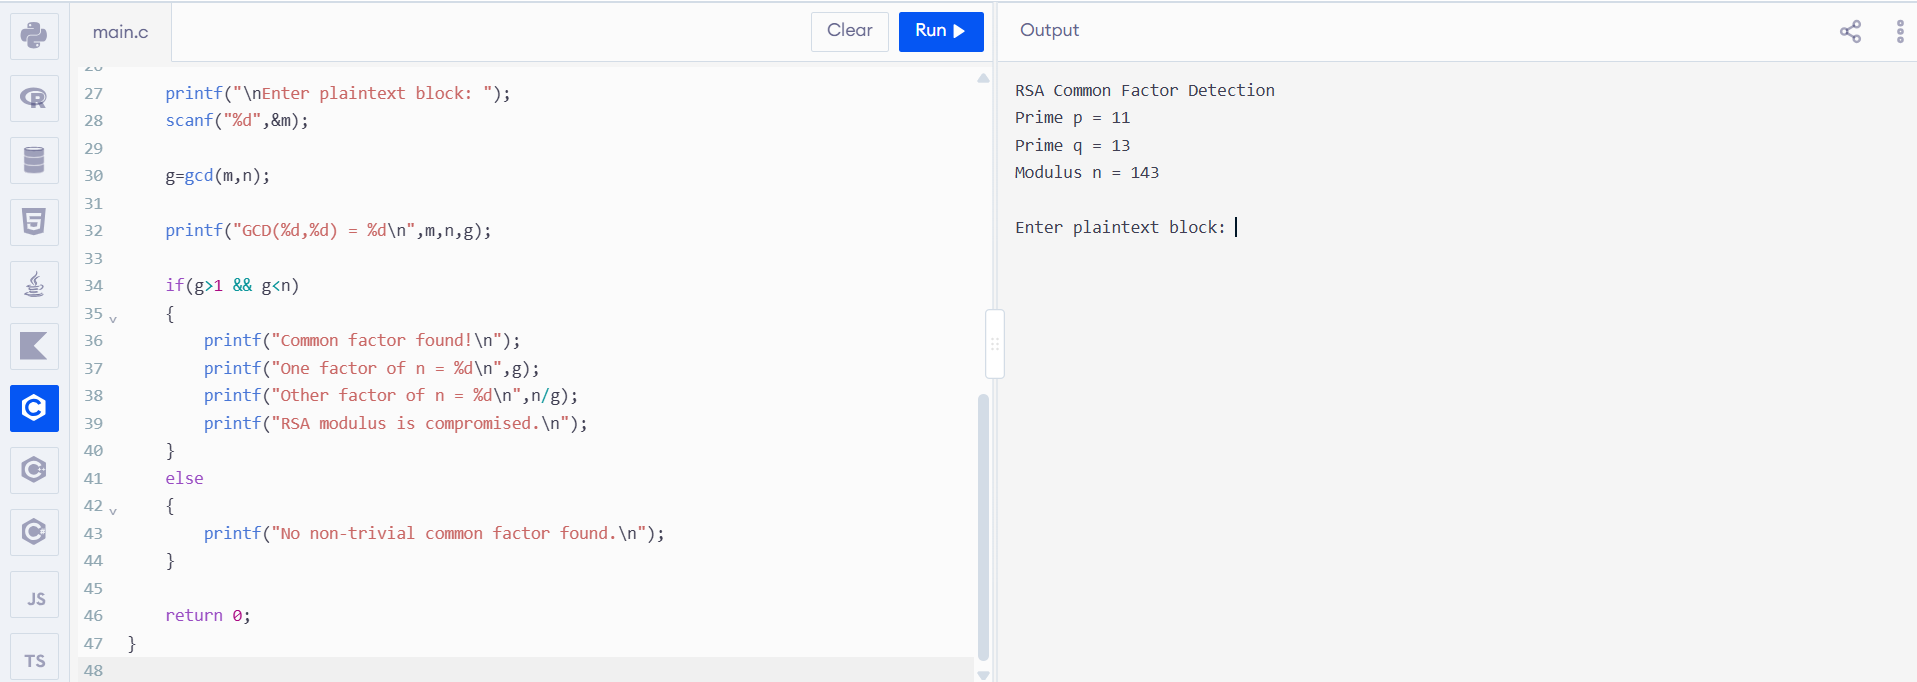 main.c
Clear
Run
27 printf("\nEnter plaintext block: ");
28 scanf("%d",&m);
29
30 g=gcd(m,n);
31
32 printf("GCD(%d,%d) = %d\n",m,n,g);
33
34 if(g>1 && g<n)
35 {
36 printf("Common factor found!\n");
37 printf("One factor of n = %d\n",g);
38 printf("Other factor of n = %d\n",n/g);
39 printf("RSA modulus is compromised.\n");
40 }
41 else
42 {
43 printf("No non-trivial common factor found.\n");
44 }
45
46 return 0;
47 }
48
JS
TS
Output
RSA Common Factor Detection
Prime p = 11
Prime q = 13
Modulus n = 143
Enter plaintext block: